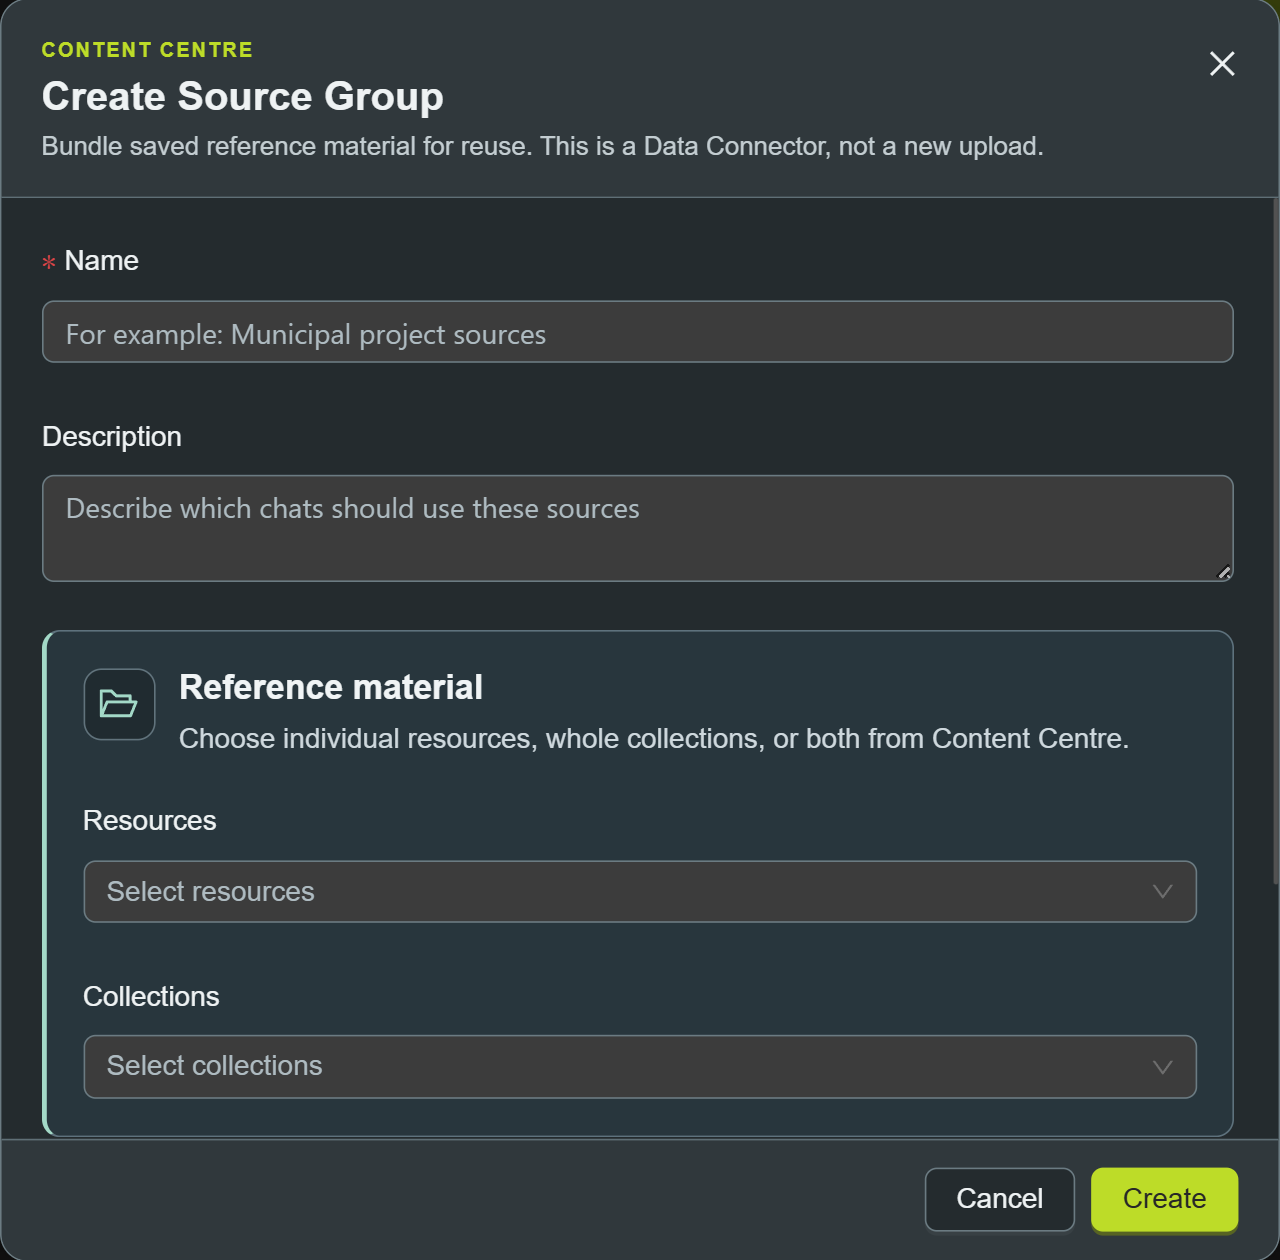 CONTENT CENTRE
Create Source Group
Bundle saved reference material for reuse. This is a Data Connector, not a new upload.
* Name
For example: Municipal project sources
Description
Describe which chats should use these sources
Reference material
Choose individual resources, whole collections, or both from Content Centre.
Resources
Select resources
Collections
Select collections
Cancel
Create